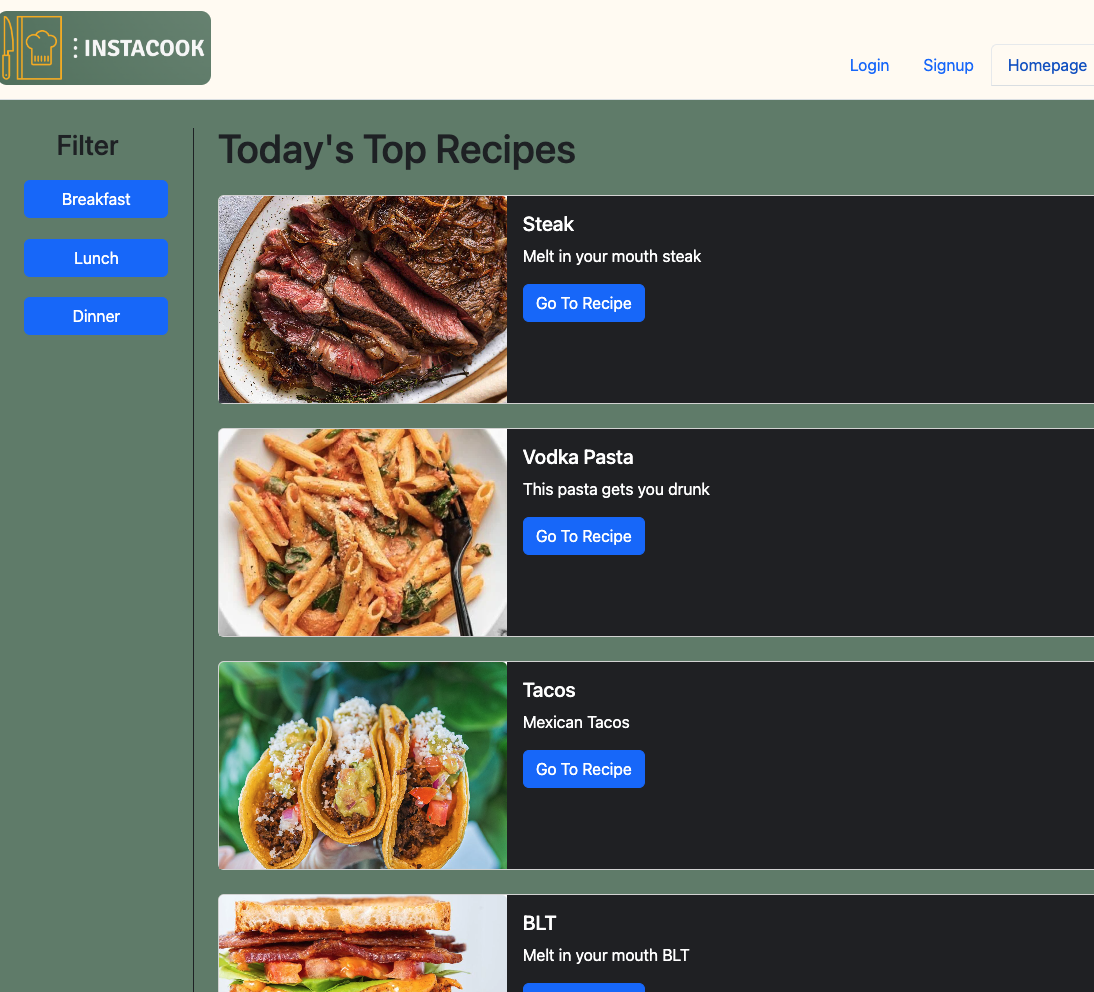 INSTACOOK
Login Signup Homepage
Filter
Breakfast
Lunch
Dinner
Today's Top Recipes
Steak
Melt in your mouth steak
Go To Recipe
Vodka Pasta
This pasta gets you drunk
Go To Recipe
Tacos
Mexican Tacos
Go To Recipe
BLT
Melt in your mouth BLT